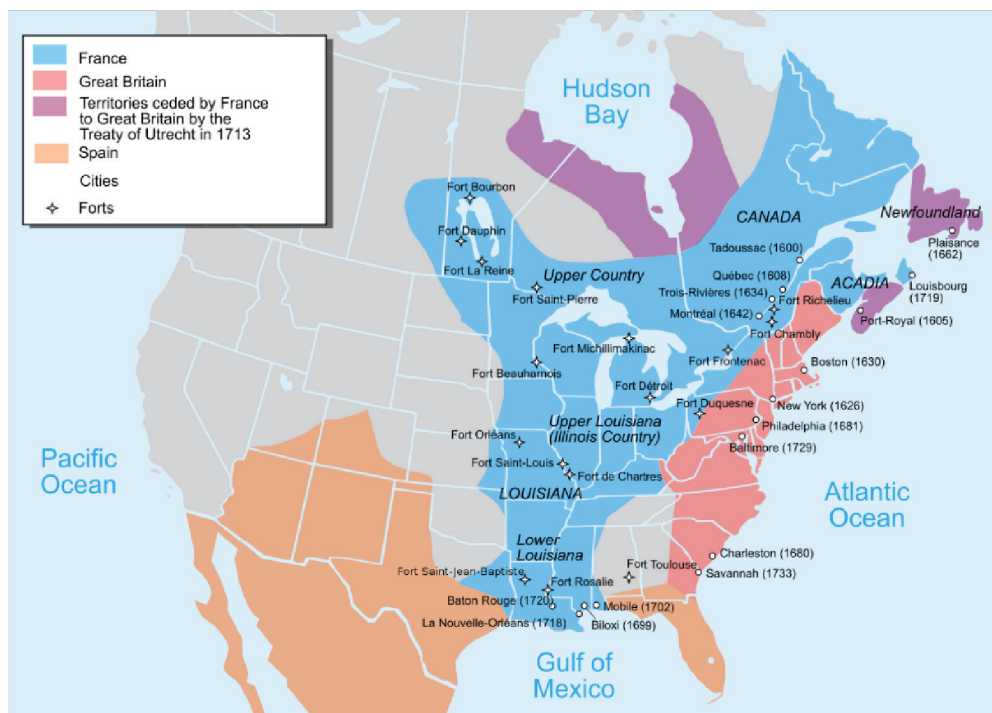 France
Great Britain
Territories ceded by France
to Great Britain by the
Treaty of Utrecht in 1713
Spain
Cities
Forts
Hudson
Bay
Fort Bourbon
Fort Dauphin
Fort La Reine
Upper Country
Fort Saint-Pierre
CANADA
Newfoundland
Plaisance
(1662)
Tadoussac (1600)
Québec (1608)
ACADIA
Trois-Rivières (1634)
Fort Richelieu
Louisbourg
(1719)
Montréal (1642)
Port-Royal (1605)
Fort Chambly
Fort Michillimakinac
Fort Frontenac
Boston (1630)
Fort Beauharnois
Fort Détroit
Fort Duquesne
New York (1626)
Upper Louisiana
(Illinois Country)
Philadelphia (1681)
Fort Orléans
Baltimore (1729)
Pacific
Ocean
Fort Saint-Louis
Fort de Chartres
LOUISIANA
Atlantic
Ocean
Lower
Louisiana
Charleston (1680)
Fort Toulouse
Fort Saint-Jean-Baptiste
Savannah (1733)
Fort Rosalie
Baton Rouge (1720)
Mobile (1702)
La Nouvelle-Orléans (1718)
Biloxi (1699)
Gulf of
Mexico